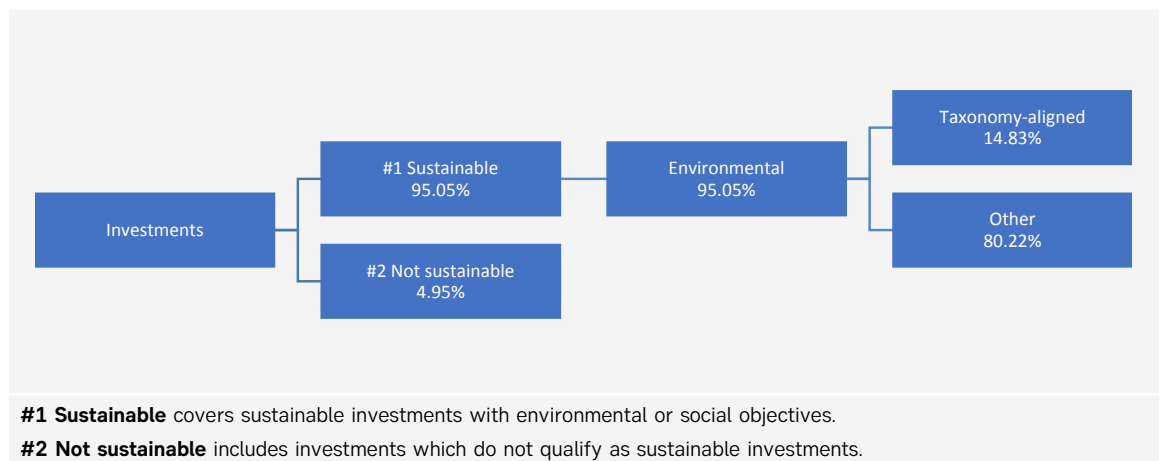 Investments
#1 Sustainable
95.05%
#2 Not sustainable
4.95%
Environmental
95.05%
Taxonomy-aligned
14.83%
Other
80.22%
#1 Sustainable covers sustainable investments with environmental or social objectives.
#2 Not sustainable includes investments which do not qualify as sustainable investments.